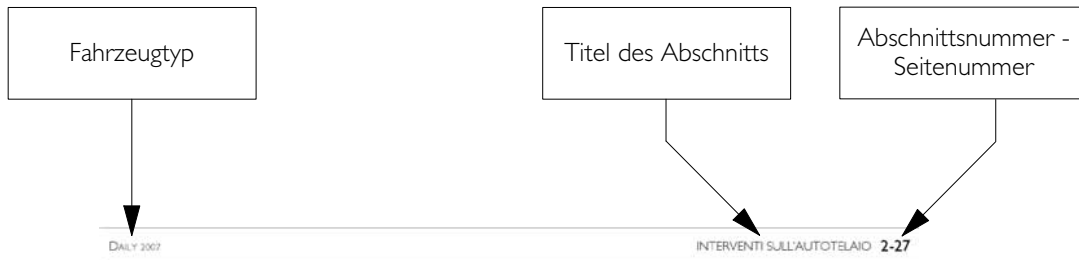 Fahrzeugtyp
Titel des Abschnitts
Abschnittsnummer -
Seitenummer
DAILY 2007
INTERVENTI SULL'AUTOTELAIO 2-27